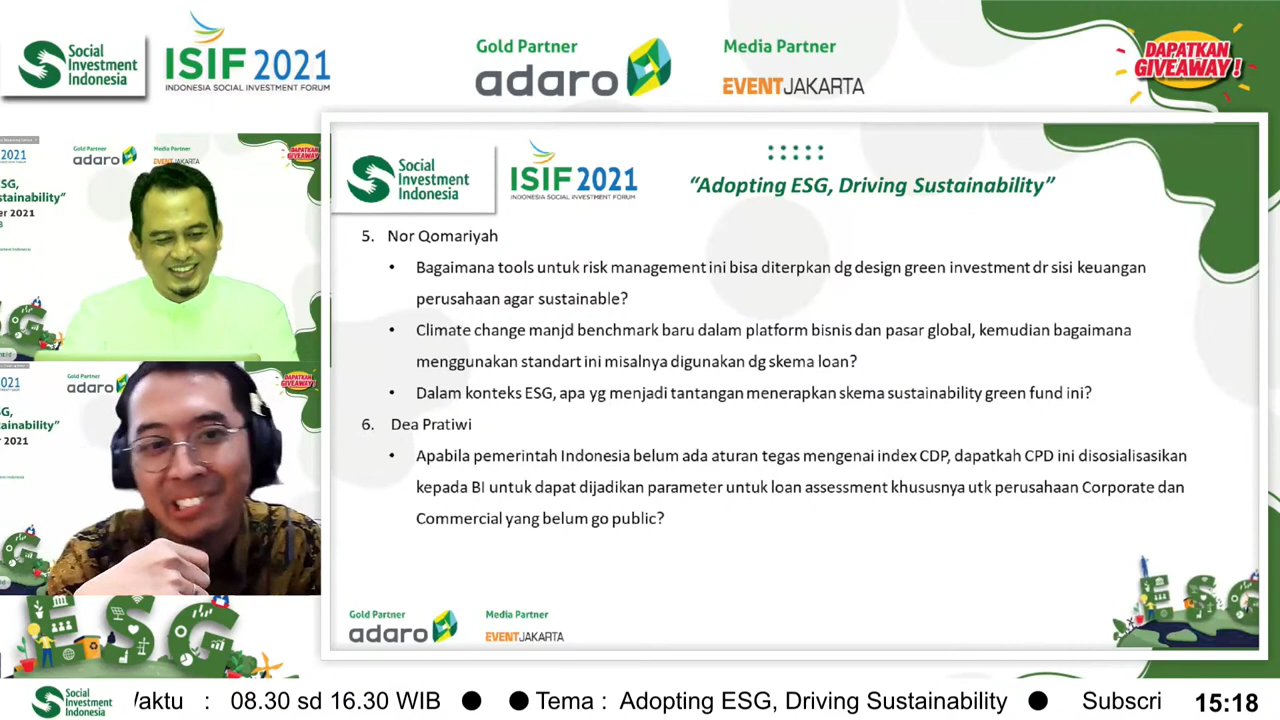 Social
Investment
Indonesia
ISIF 2021
INDONESIA SOCIAL INVESTMENT FORUM
Gold Partner
adaro
Media Partner
EVENTJAKARTA
DAPATKAN
GIVEAWAY !
2021
Gold Partner
adaro
Media Partner
EVENTJAKARTA
GIVEAWAY!
ESG,
stainability”
er 2021
2021
Gold Partner
adaro
SG,
tainability”
2021
Social
Investment
Indonesia
ISIF 2021
INDONESIA SOCIAL INVESTMENT FORUM
“Adopting ESG, Driving Sustainability”
5. Nor Qomariyah
• Bagaimana tools untuk risk management ini bisa diterpkan dg design green investment dr sisi keuangan
perusahaan agar sustainable?
• Climate change manjd benchmark baru dalam platform bisnis dan pasar global, kemudian bagaimana
menggunakan standart ini misalnya digunakan dg skema loan?
• Dalam konteks ESG, apa yg menjadi tantangan menerapkan skema sustainability green fund ini?
6. Dea Pratiwi
• Apabila pemerintah Indonesia belum ada aturan tegas mengenai index CDP, dapatkah CPD ini disosialisasikan
kepada BI untuk dapat dijadikan parameter untuk loan assessment khususnya utk perusahaan Corporate dan
Commercial yang belum go public?
Gold Partner
adaro
Media Partner
EVENTJAKARTA
ESG
ESG
Social
Investment
Indonesia
Waktu : 08.30 sd 16.30 WIB ● ● Tema : Adopting ESG, Driving Sustainability ● Subscri
15:18